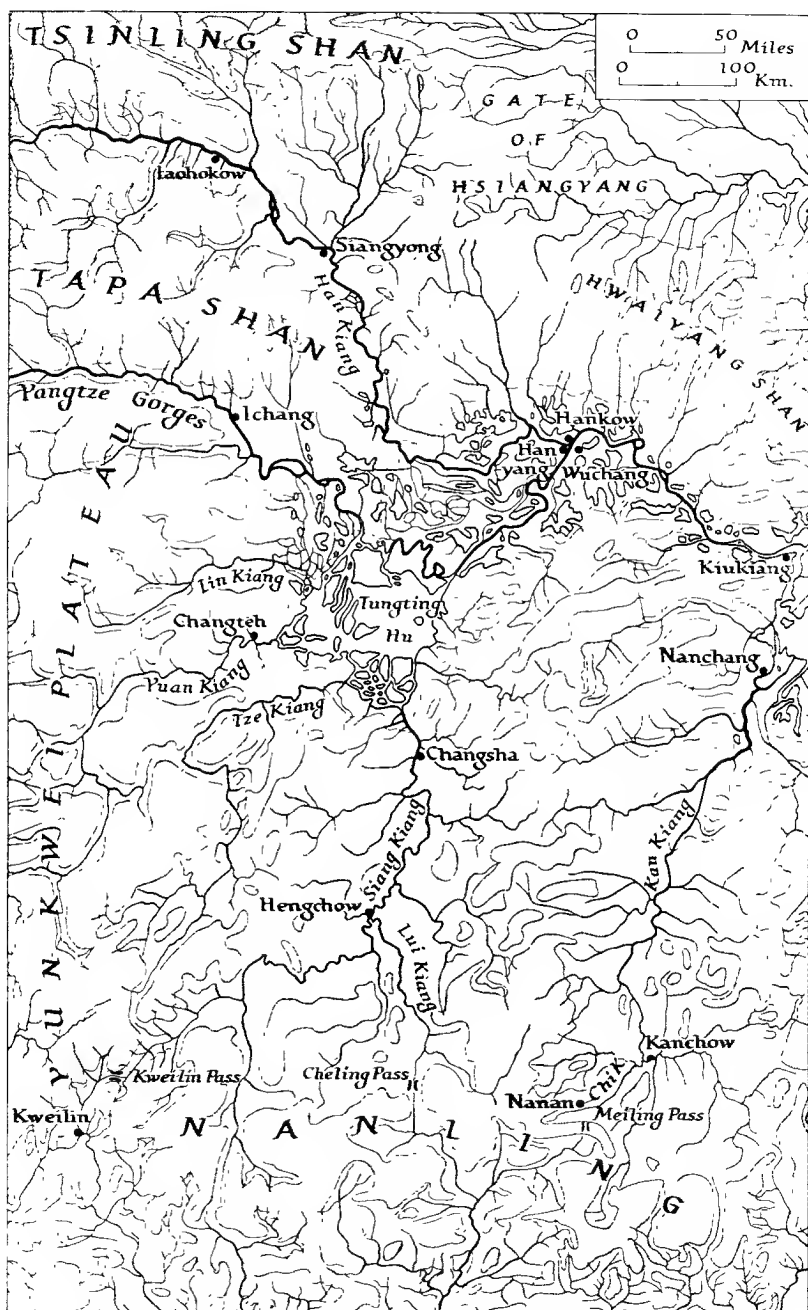 TSINLING SHAN
0 50 Miles
0 100 Km.
GATE
OF
HSIANGYANG
Laohokow
Siangyong
TAPA SHAN
Han Kiang
HWAIYANG SHAN
Yangtze Gorges
Ichang
Hankow
Han
yang
Wuchang
Kiukiang
YUNKWEI PLATEAU
Lin Kiang
Tungting
Hu
Changteh
Nanchang
Yuan Kiang
Tze Kiang
Changsha
Siang Kiang
Kan Kiang
Hengchow
Lui Kiang
Kanchow
Kweilin Pass
Cheling Pass
Chik
Nanan
Meiling Pass
Kweilin
NANLING